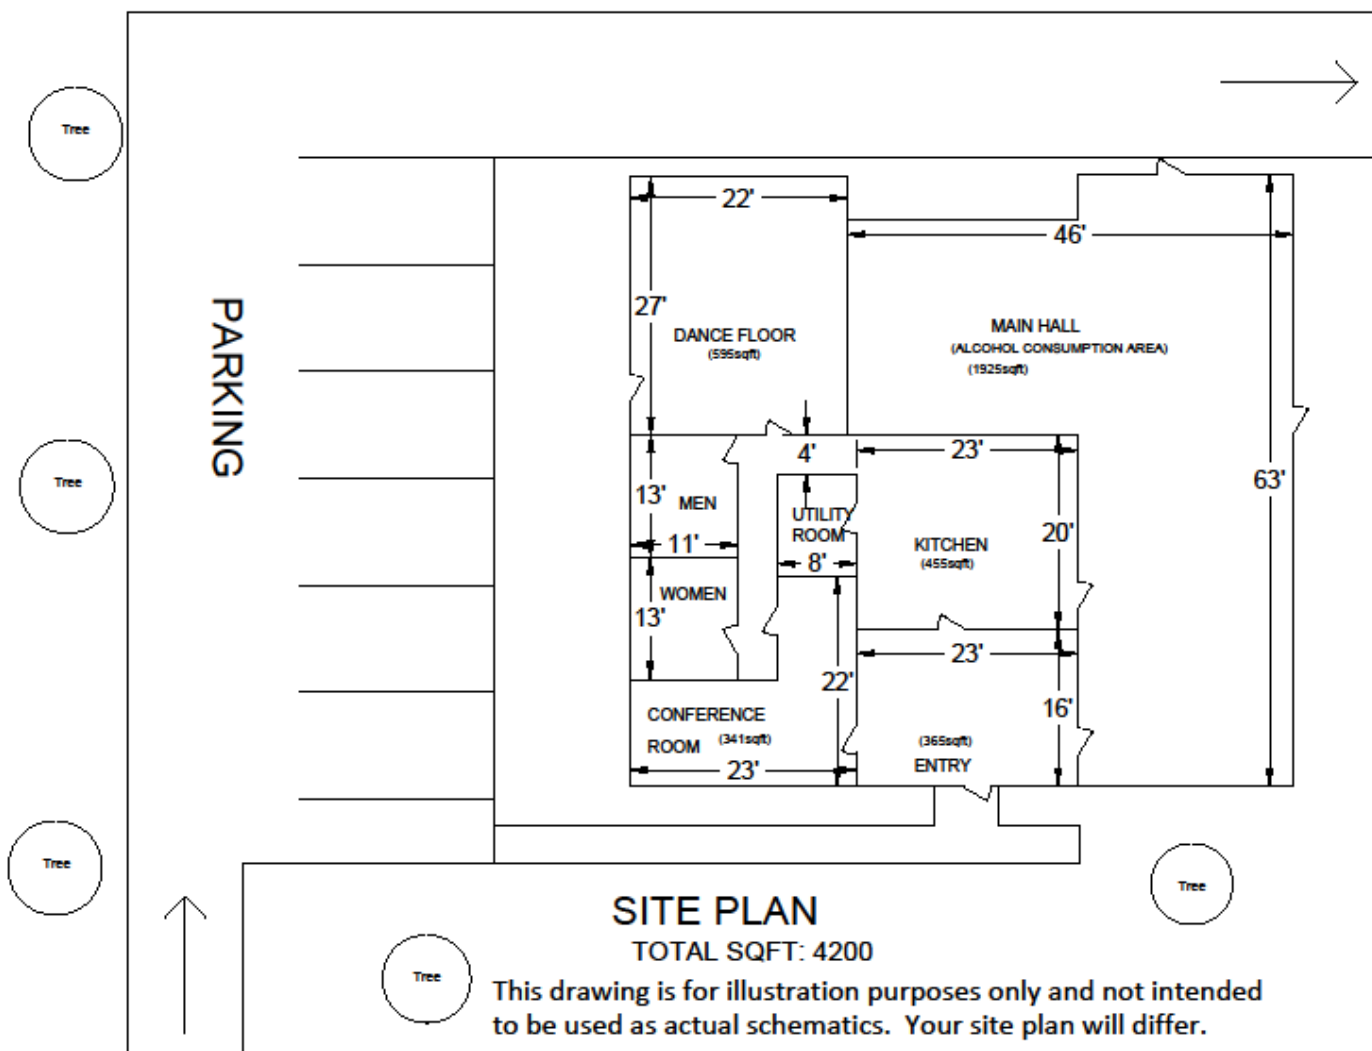 Tree
22'
46'
PARKING
27'
MAIN HALL
(ALCOHOL CONSUMPTION AREA)
(1925sqft)
DANCE FLOOR
(595sqft)
4'
23'
Tree
13'
MEN
UTILITY
ROOM
63'
11'
8'
KITCHEN
(455sqft)
20'
WOMEN
13'
23'
22'
16'
CONFERENCE
ROOM (341sqft)
23'
(365sqft)
ENTRY
Tree
Tree
SITE PLAN
TOTAL SQFT: 4200
Tree
This drawing is for illustration purposes only and not intended
to be used as actual schematics.  Your site plan will differ.